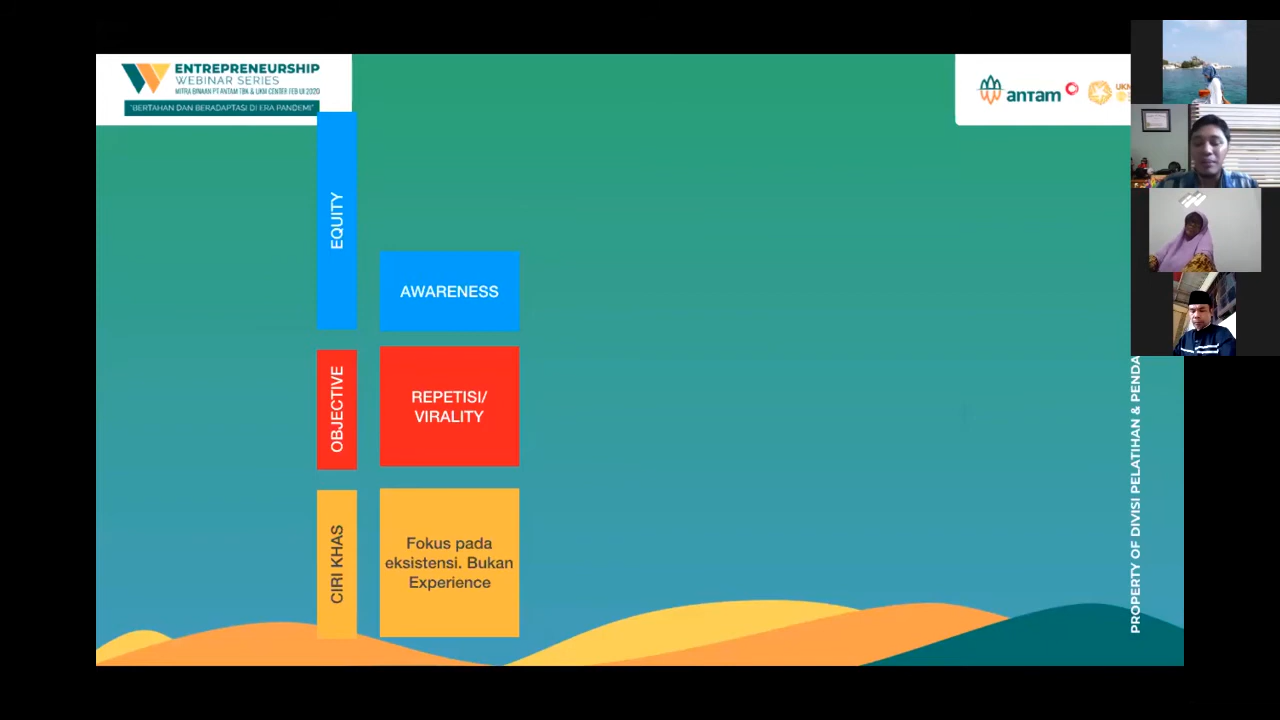 ENTREPRENEURSHIP
WEBINAR SERIES
MITRA BINAAN PT ANTAM TBK & UKM CENTER FEB UI 2020
"BERTAHAN DAN BERADAPTASI DI ERA PANDEMI"
antam
UKM
EQUITY
AWARENESS
OBJECTIVE
REPETISI/
VIRALITY
CIRI KHAS
Fokus pada
eksistensi. Bukan
Experience
PROPERTY OF DIVISI PELATIHAN & PENDA